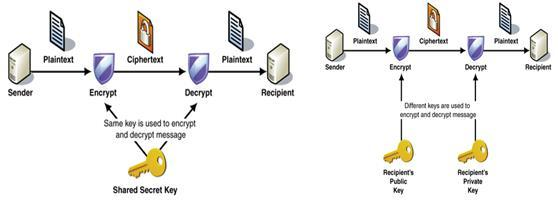 Plaintext
Ciphertext
Plaintext
Sender
Encrypt
Decrypt
Recipient
Same key is used to encrypt
and decrypt message
Shared Secret Key
Plaintext
Ciphertext
Plaintext
Sender
Encrypt
Decrypt
Recipient
Different keys are used to
encrypt and decrypt message
Recipient's
Public
Key
Recipient's
Private
Key